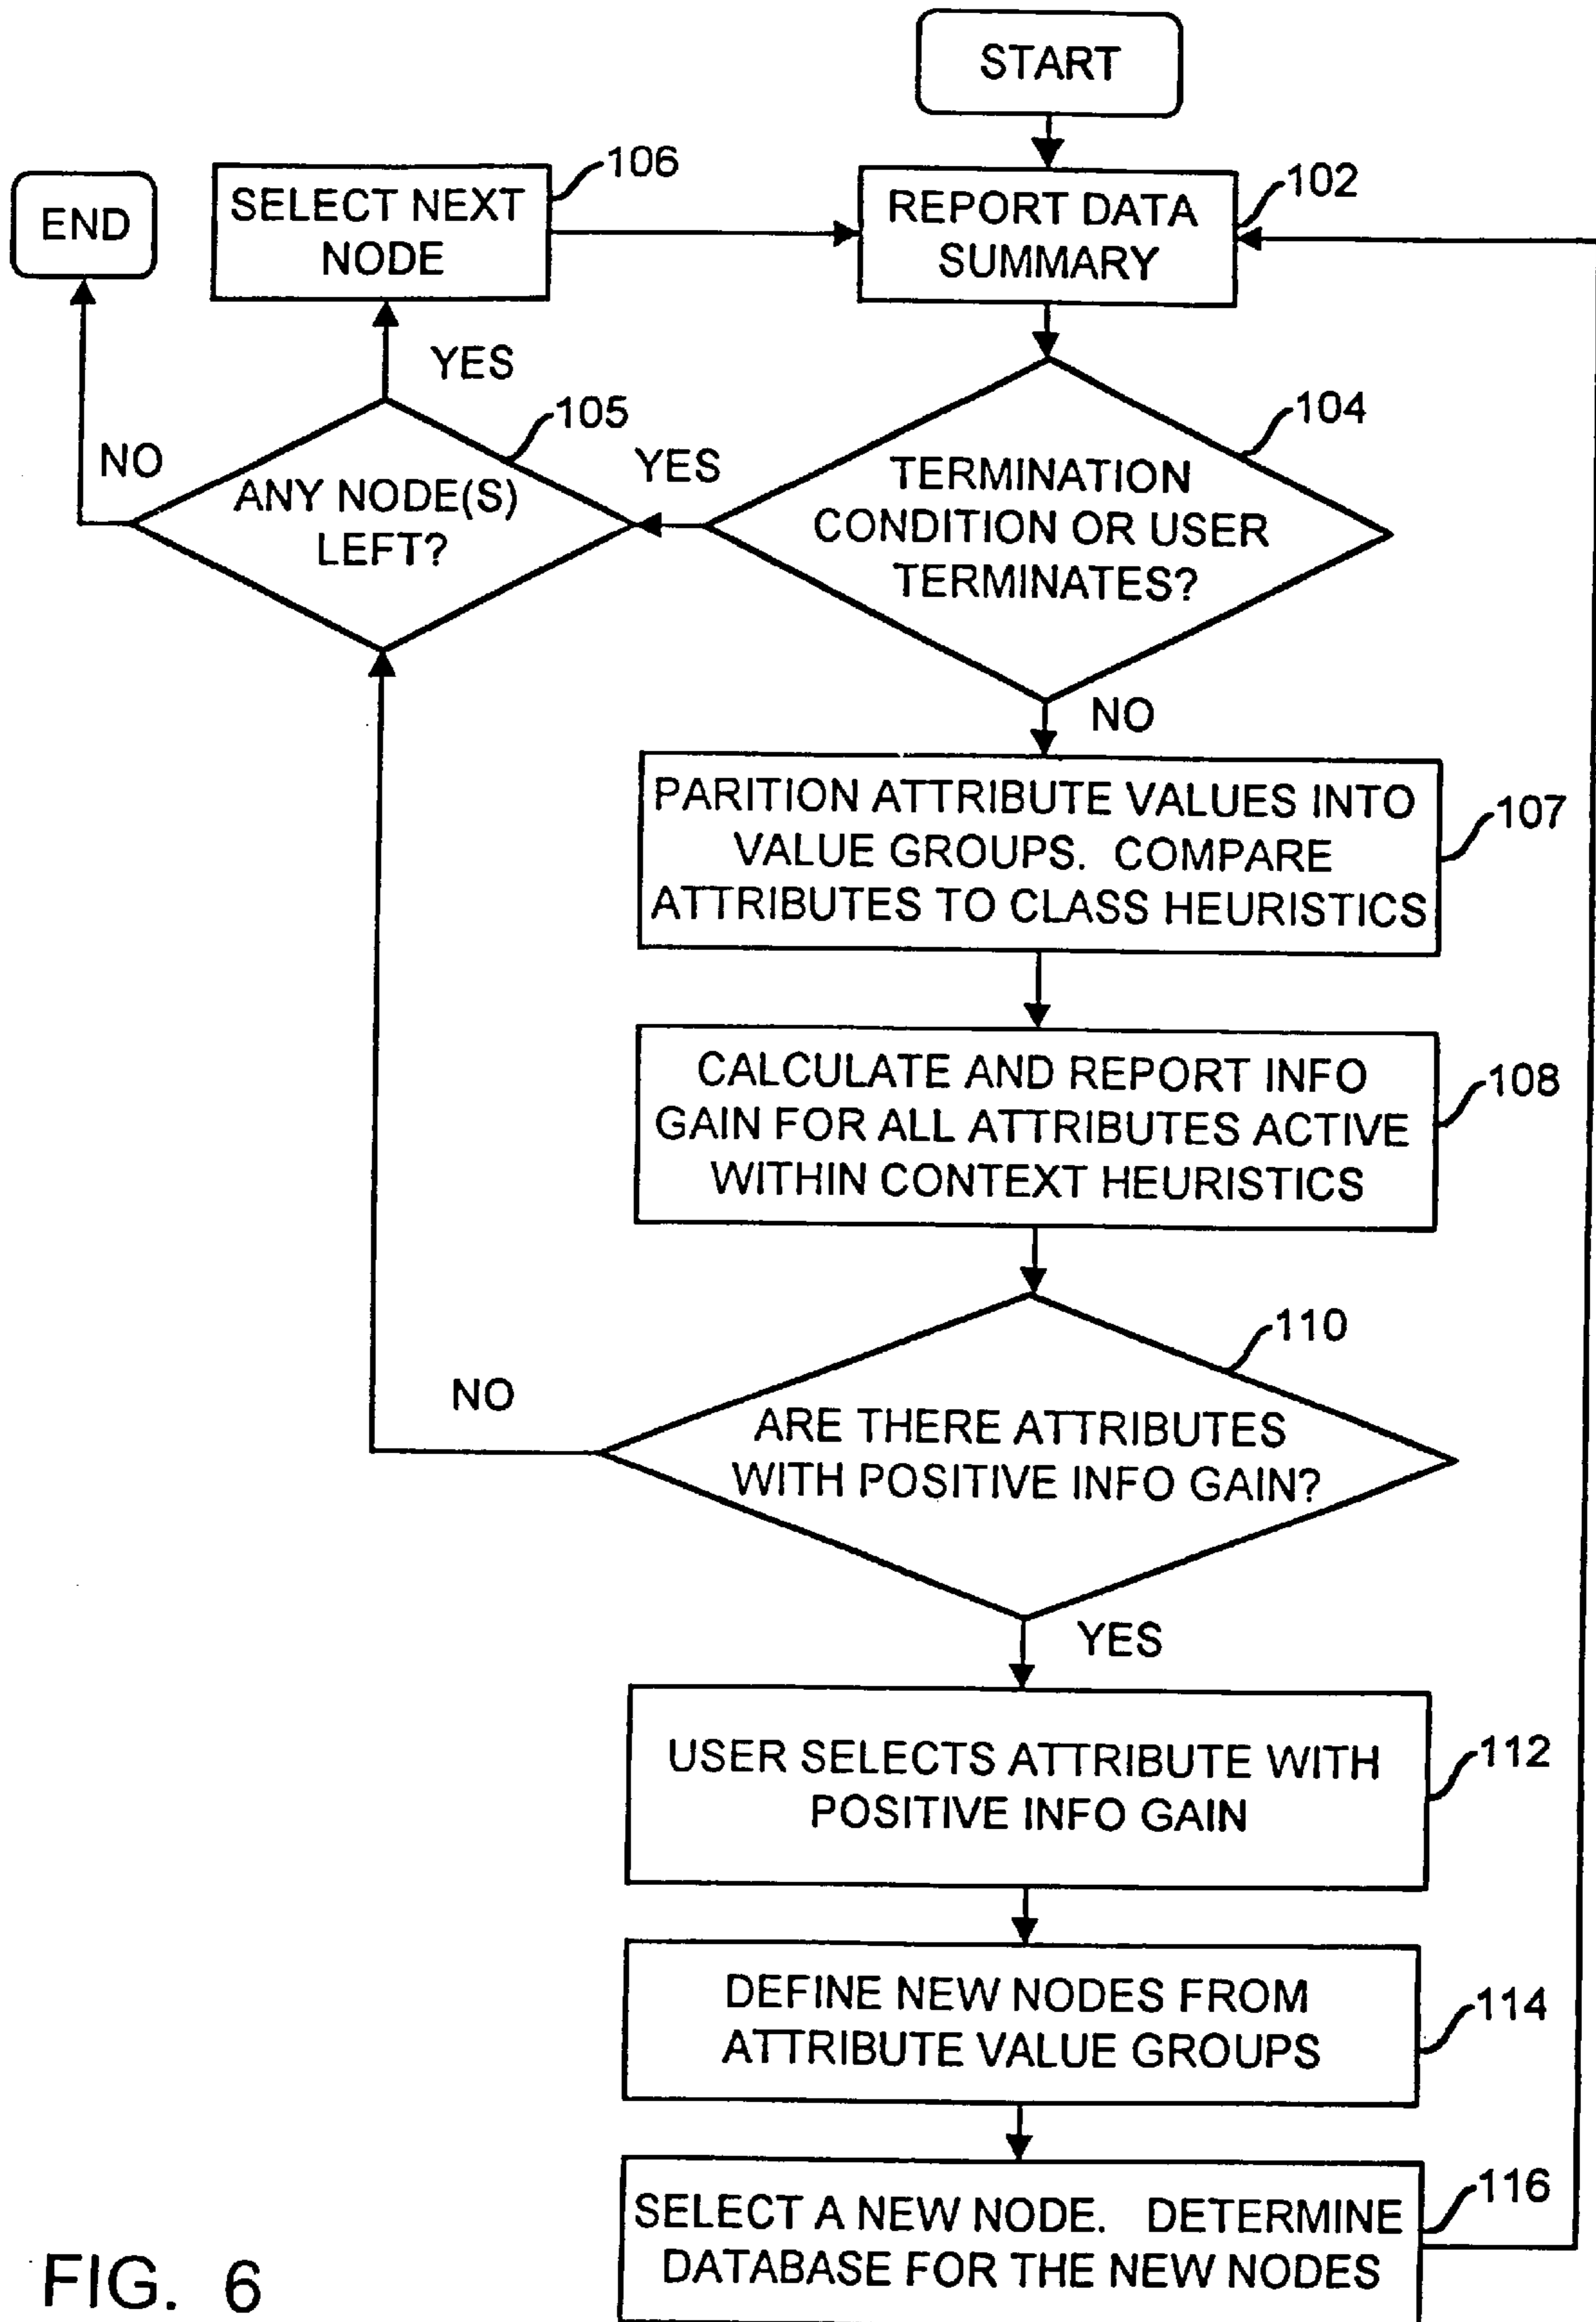 START
106
102
END
SELECT NEXT
NODE
REPORT DATA
SUMMARY
YES
105
104
NO
YES
ANY NODE(S)
LEFT?
TERMINATION
CONDITION OR USER
TERMINATES?
NO
PARITION ATTRIBUTE VALUES INTO
VALUE GROUPS. COMPARE
ATTRIBUTES TO CLASS HEURISTICS
107
CALCULATE AND REPORT INFO
GAIN FOR ALL ATTRIBUTES ACTIVE
WITHIN CONTEXT HEURISTICS
108
110
NO
ARE THERE ATTRIBUTES
WITH POSITIVE INFO GAIN?
YES
USER SELECTS ATTRIBUTE WITH
POSITIVE INFO GAIN
112
DEFINE NEW NODES FROM
ATTRIBUTE VALUE GROUPS
114
SELECT A NEW NODE. DETERMINE
DATABASE FOR THE NEW NODES
116
FIG. 6